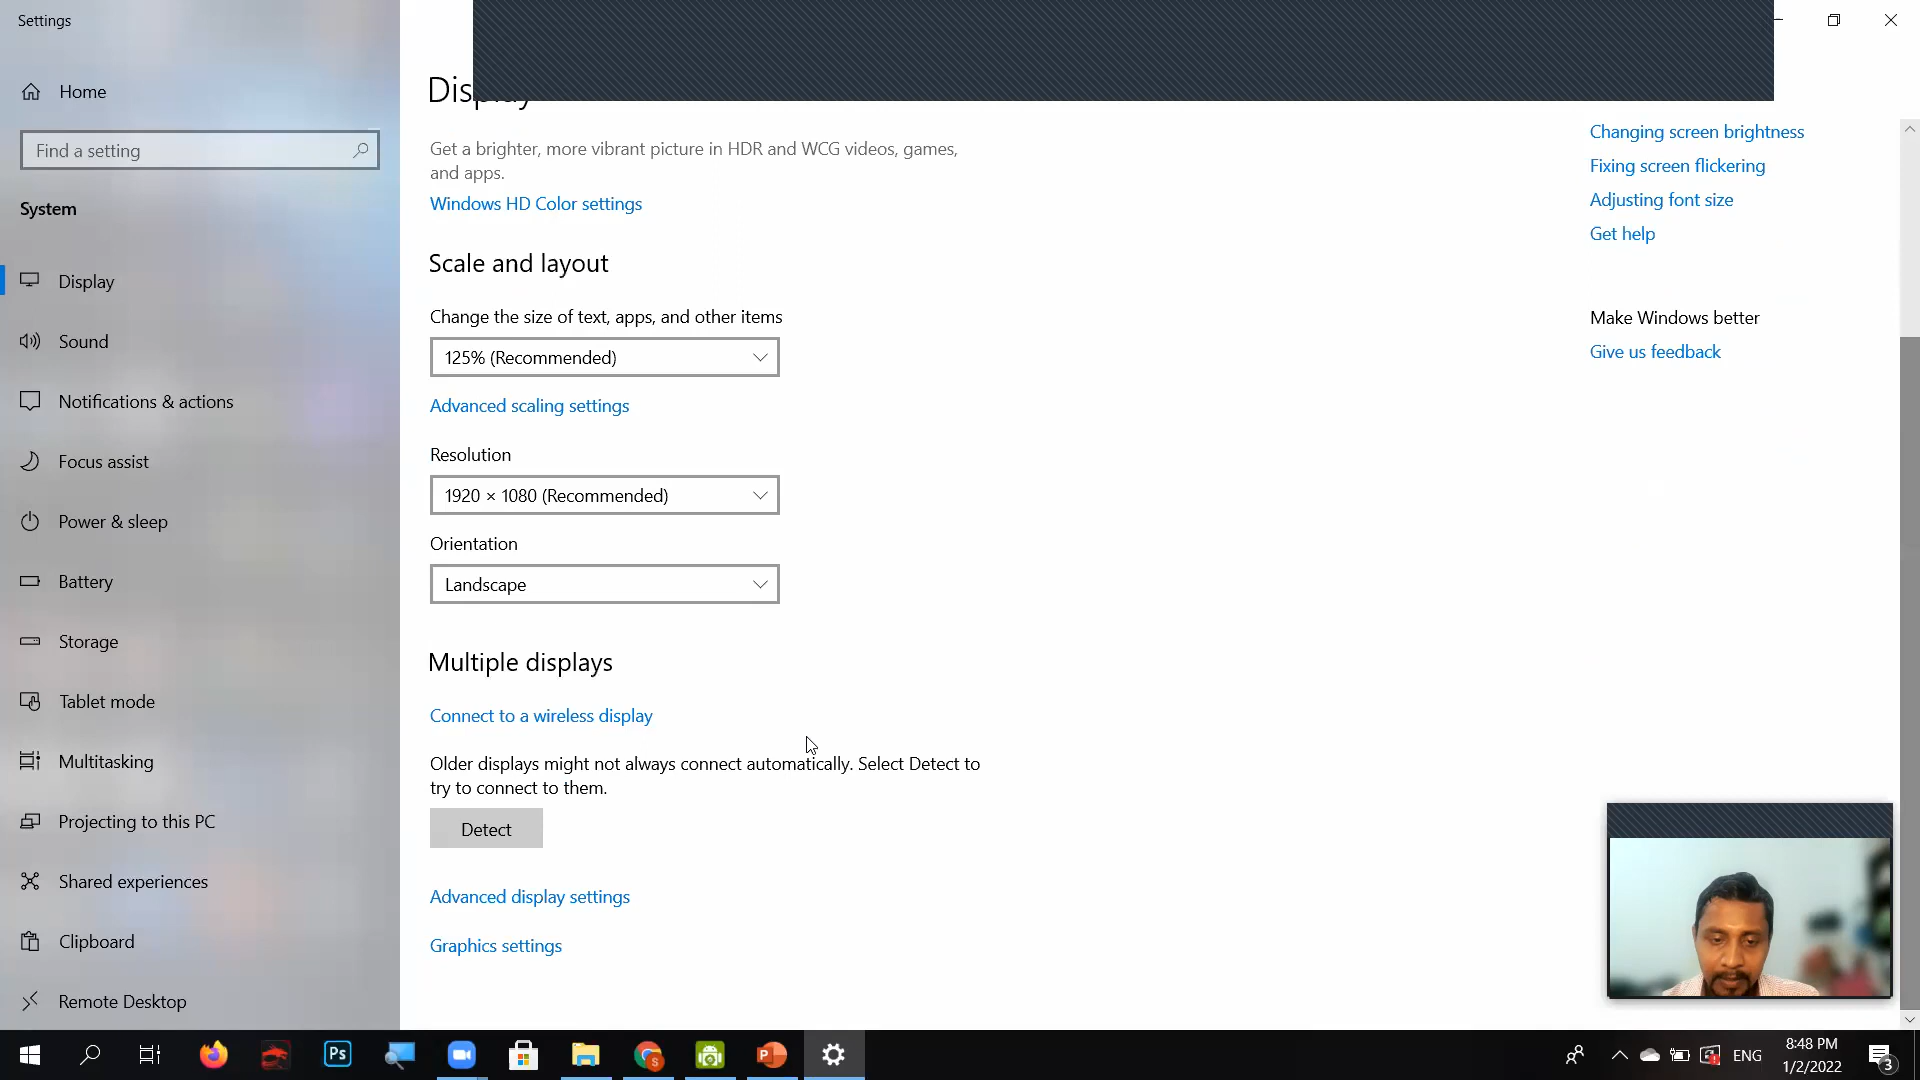 Settings
Home
Find a setting
System
Display
Sound
Notifications & actions
Focus assist
Power & sleep
Battery
Storage
Tablet mode
Multitasking
Projecting to this PC
Shared experiences
Clipboard
Remote Desktop
Display
Get a brighter, more vibrant picture in HDR and WCG videos, games,
and apps.
Windows HD Color settings
Scale and layout
Change the size of text, apps, and other items
125% (Recommended)
Advanced scaling settings
Resolution
1920 × 1080 (Recommended)
Orientation
Landscape
Multiple displays
Connect to a wireless display
Older displays might not always connect automatically. Select Detect to
try to connect to them.
Detect
Advanced display settings
Graphics settings
Changing screen brightness
Fixing screen flickering
Adjusting font size
Get help
Make Windows better
Give us feedback
Ps
S
P
ENG
8:48 PM
1/2/2022
3